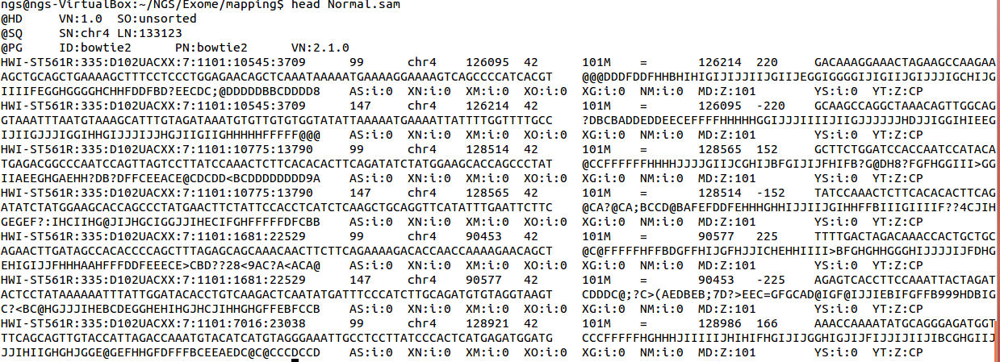 ngs@ngs-VirtualBox:~/NGS/Exome/mapping$ head Normal.sam
@HD VN:1.0 SO:unsorted
@SQ SN:chr4 LN:133123
@PG ID:bowtie2 PN:bowtie2 VN:2.1.0
HWI-ST561R:335:D102UACXX:7:1101:10545:3709 99 chr4 126095 42 101M = 126214 220 GACAAAGGAAACTAGAAGCCAAGAA
AGCTGCAGCTGAAAAGCTTTCCTCCCTGGAGAACAGCTCAAATAAAAATGAAAAGGAAAAGTCAGCCCCATCACGT @@@DDDFDDFHHBHIHIGIJIJJIIJGIIJEGGIGGGGIJIGIIJGIJJJIGCHIJG
IIIIFEGGHGGGGHCHHFDDFBD?EECDC;@DDDDDBBCDDDD8 AS:i:0 XN:i:0 XM:i:0 XO:i:0 XG:i:0 NM:i:0 MD:Z:101 YS:i:0 YT:Z:CP
HWI-ST561R:335:D102UACXX:7:1101:10545:3709 147 chr4 126214 42 101M = 126095 -220 GCAAGCCAGGCTAAACAGTTGGCAG
GTAAATTTAATGTAAAGCATTTGTAGATAAATGTGTTGTGTGGTATATTAAAAATGAAAATTATTTTGGTTTTGCC ?DBCBADDEDDEECEFFFFHHHHHGGIJJJIIIIJIIGJJJJJJHDJJIGGIHIEEG
IJIIGJJJIGGIHHGIJJJIJJHGJIIGIIGHHHHHFFFFF@@@ AS:i:0 XN:i:0 XM:i:0 XO:i:0 XG:i:0 NM:i:0 MD:Z:101 YS:i:0 YT:Z:CP
HWI-ST561R:335:D102UACXX:7:1101:10775:13790 99 chr4 128514 42 101M = 128565 152 GCTTCTGGATCCACCAATCCATACA
TGAGACGGCCCAATCCAGTTAGTCCTTATCCAAACTCTTCACACACTTCAGATATCTATGGAAGCACCAGCCCTAT @CCFFFFFFHHHHJJJJGIIJCGHIJBFGIJIJFHIFB?G@DH8?FGFHGGIII>GG
IIAEEGHGAEHH?DB?DFFCEEACE@CDCDD<BCDDDDDDDD9A AS:i:0 XN:i:0 XM:i:0 XO:i:0 XG:i:0 NM:i:0 MD:Z:101 YS:i:0 YT:Z:CP
HWI-ST561R:335:D102UACXX:7:1101:10775:13790 147 chr4 128565 42 101M = 128514 -152 TATCCAAACTCTTCACACACTTCAG
ATATCTATGGAAGCACCAGCCCTATGAACTTCTATTCCACCTCATCTCAAGCTGCAGGTTCATATTTGAATTCTTC @CA?@CA;BCCD@BAFEFDDFEHHHGHHIJJIIJGIHHFFBIIIGIIIIF??4CJIH
GEGEF?:IHCIIHG@JIJHGCIGGJJIHECIFGHFFFFFDFCBB AS:i:0 XN:i:0 XM:i:0 XO:i:0 XG:i:0 NM:i:0 MD:Z:101 YS:i:0 YT:Z:CP
HWI-ST561R:335:D102UACXX:7:1101:1681:22529 99 chr4 90453 42 101M = 90577 225 TTTTGACTAGACAAACCACTGCTGC
AGAACTTGATAGCCACACCCCAGCTTTAGAGCAGCAAACAACTTCTTCAGAAAAGACACCAACCAAAAGAACAGCT @C@FFFFFHFFBDGFFHIJGFHJJICHEHHIIII>BFGHGHHGGGHIJJJJIJFDHG
EHIGIJJFHHHAAHFFFDDFEEECE>CBD??28<9AC?A<ACA@ AS:i:0 XN:i:0 XM:i:0 XO:i:0 XG:i:0 NM:i:0 MD:Z:101 YS:i:0 YT:Z:CP
HWI-ST561R:335:D102UACXX:7:1101:1681:22529 147 chr4 90577 42 101M = 90453 -225 AGAGTCACCTTCCAAATTACTAGAT
ACTCCTATAAAAAATTTATTGGATACACCTGTCAAGACTCAATATGATTTCCCATCTTGCAGATGTGTAGGTAAGT CDDDC@;?C>(AEDBEB;7D?>EEC=GFGCAD@IGF@IJJIEBIFGFFB999HDBIG
C?<BC@HGJJJIHEBCDEGGHEHIHGJHCJIHHGHGFFEBFCCB AS:i:0 XN:i:0 XM:i:0 XO:i:0 XG:i:0 NM:i:0 MD:Z:101 YS:i:0 YT:Z:CP
HWI-ST561R:335:D102UACXX:7:1101:7016:23038 99 chr4 128921 42 101M = 128986 166 AAACCAAAATATGCAGGGAGATGGT
TTCAGCAGTTGTACCATTAGACCAAATGTACATCATGTAGGGAAATTGCCTCCTTATCCCACTCATGAGATGGATG CCCFFFFFHGHHHJIIIIIJHIHIFHGIJIJGGHIGIJIJFIJJIJIIJIBCGHGIIJ
JJIHIIGHGHJGGE@GEFHHGFDFFFBCEEAEDC@C@CCCDCCD AS:i:0 XN:i:0 XM:i:0 XO:i:0 XG:i:0 NM:i:0 MD:Z:101 YS:i:0 YT:Z:CP